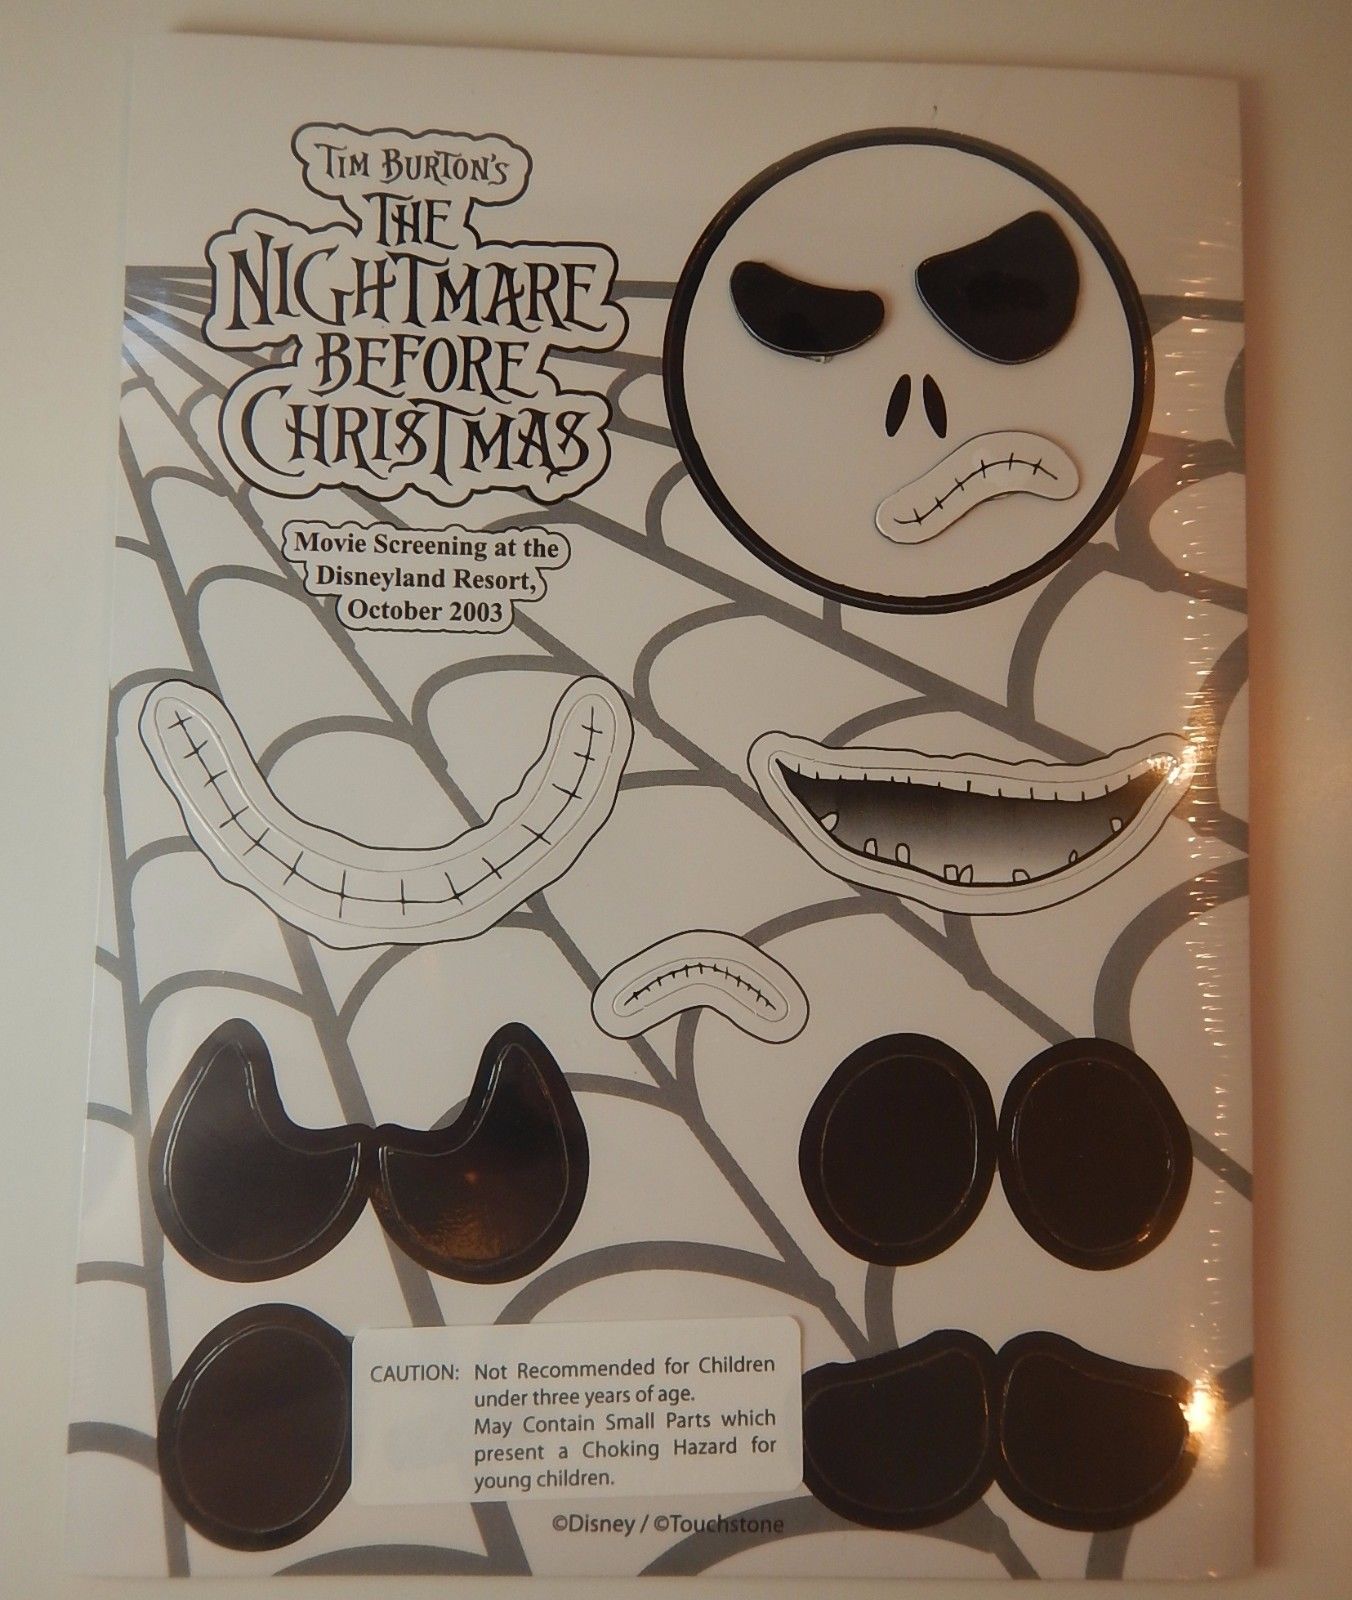 TIM BURTON'S
THE
NIGHTMARE
BEFORE
CHRISTMAS
Movie Screening at the
Disneyland Resort,
October 2003
CAUTION: Not Recommended for Children
under three years of age.
May Contain Small Parts which
present a Choking Hazard for
young children.
©Disney / ©Touchstone